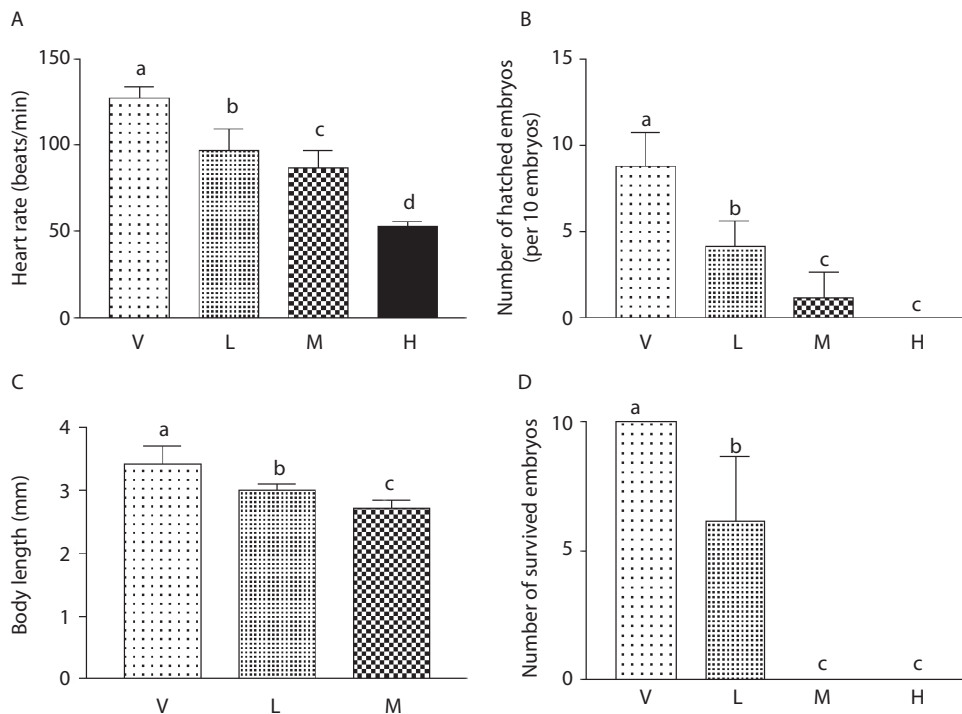 A
Heart rate (beats/min)
150
100
50
0
a
b
c
d
V L M H
B
Number of hatched embryos
(per 10 embryos)
15
10
5
0
a
b
c
c
V L M H
C
Body length (mm)
4
3
2
1
0
a
b
c
V L M
D
Number of survived embryos
10
5
0
a
b
c
c
V L M H